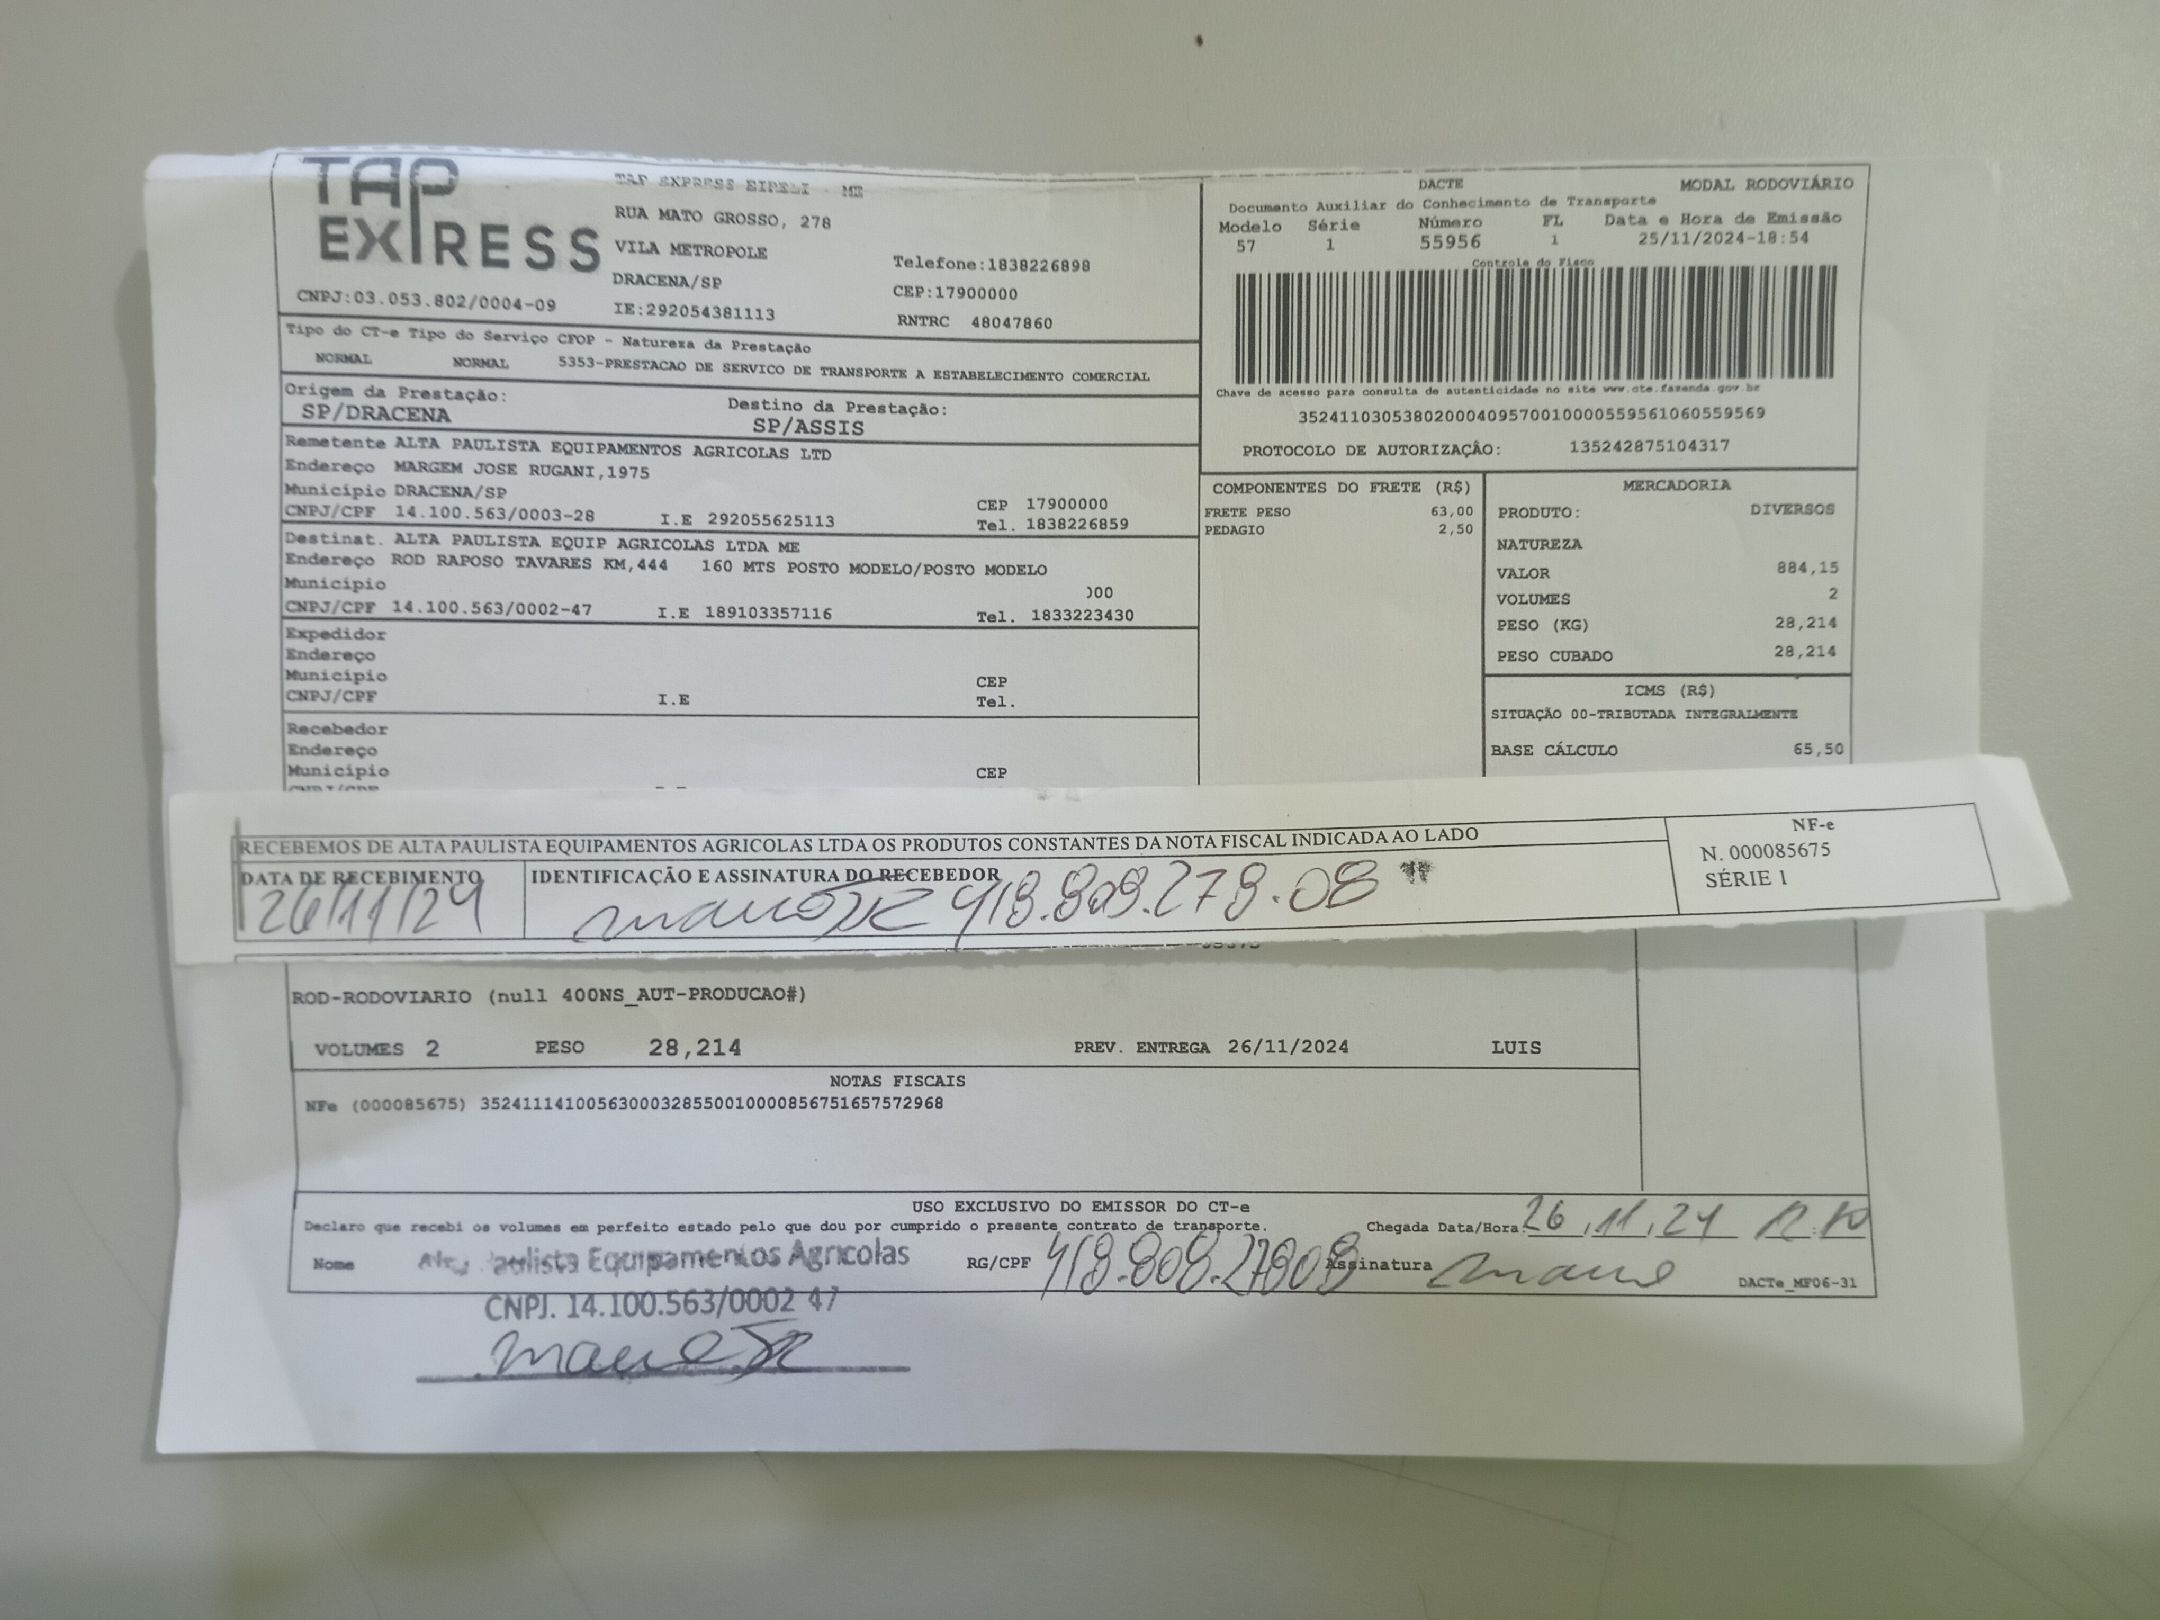 TAP EXPRESS
TAP EXPRESS EIRELI - ME
RUA MATO GROSSO, 278
VILA METROPOLE
DRACENA/SP
IE:292054381113
Telefone:1838226898
CEP:17900000
RNTRC 48047860
CNPJ:03.053.802/0004-09
DACTE
MODAL RODOVIÁRIO
Documento Auxiliar do Conhecimento de Transporte
Modelo Série Número FL Data e Hora de Emissão
57 1 55956 1 25/11/2024-18:54
Controle do Fisco
Chave de acesso para consulta de autenticidade no site www.cte.fazenda.gov.br
35241103053802000409570010000559561060559569
PROTOCOLO DE AUTORIZAÇÂO: 135242875104317
Tipo do CT-e Tipo do Serviço CFOP - Natureza da Prestação
NORMAL NORMAL 5353-PRESTACAO DE SERVICO DE TRANSPORTE A ESTABELECIMENTO COMERCIAL
Origem da Prestação: Destino da Prestação:
SP/DRACENA SP/ASSIS
Remetente ALTA PAULISTA EQUIPAMENTOS AGRICOLAS LTD
Endereço MARGEM JOSE RUGANI,1975
Município DRACENA/SP CEP 17900000
CNPJ/CPF 14.100.563/0003-28 I.E 292055625113 Tel. 1838226859
Destinat. ALTA PAULISTA EQUIP AGRICOLAS LTDA ME
Endereço ROD RAPOSO TAVARES KM,444 160 MTS POSTO MODELO/POSTO MODELO
Município 000
CNPJ/CPF 14.100.563/0002-47 I.E 189103357116 Tel. 1833223430
Expedidor
Endereço
Município CEP
CNPJ/CPF I.E Tel.
Recebedor
Endereço
Município CEP
CNPJ/CPF
COMPONENTES DO FRETE (R$)
FRETE PESO 63,00
PEDAGIO 2,50
MERCADORIA
PRODUTO: DIVERSOS
NATUREZA
VALOR 884,15
VOLUMES 2
PESO (KG) 28,214
PESO CUBADO 28,214
ICMS (R$)
SITUAÇÃO 00-TRIBUTADA INTEGRALMENTE
BASE CÁLCULO 65,50
RECEBEMOS DE ALTA PAULISTA EQUIPAMENTOS AGRICOLAS LTDA OS PRODUTOS CONSTANTES DA NOTA FISCAL INDICADA AO LADO
DATA DE RECEBIMENTO IDENTIFICAÇÃO E ASSINATURA DO RECEBEDOR
26/11/24 418.808.278.08
NF-e
N. 000085675
SÉRIE 1
ROD-RODOVIARIO (null 400NS_AUT-PRODUCAO#)
VOLUMES 2 PESO 28,214 PREV. ENTREGA 26/11/2024 LUIS
NOTAS FISCAIS
NFe (000085675) 35241114100563000328550010000856751657572968
USO EXCLUSIVO DO EMISSOR DO CT-e
Declaro que recebi os volumes em perfeito estado pelo que dou por cumprido o presente contrato de transporte. Chegada Data/Hora 26,11,24
Nome Paulista Equipamentos Agricolas RG/CPF 418.808.27808 Assinatura DACTe_MF06-31
CNPJ. 14.100.563/0002 47